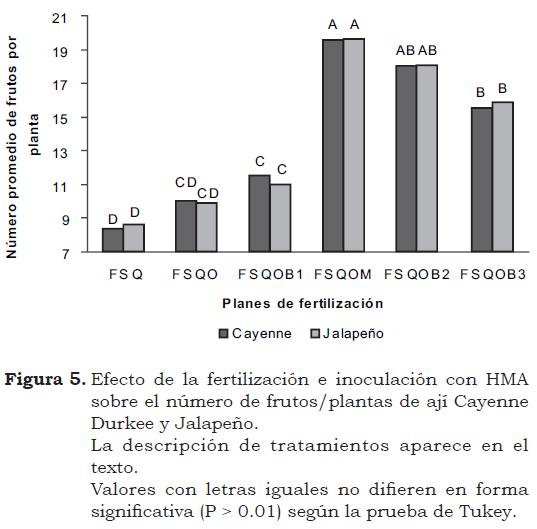 Número promedio de frutos por
planta
21
19
17
15
13
11
9
7
D D
CD CD
C C
A A
AB AB
B B
FSQ FSQO FSQOB1 FSQOM FSQOB2 FSQOB3
Planes de fertilización
Cayenne Jalapeño
Figura 5. Efecto de la fertilización e inoculación con HMA
sobre el número de frutos/plantas de ají Cayenne
Durkee y Jalapeño.
La descripción de tratamientos aparece en el
texto.
Valores con letras iguales no difieren en forma
significativa (P > 0.01) según la prueba de Tukey.